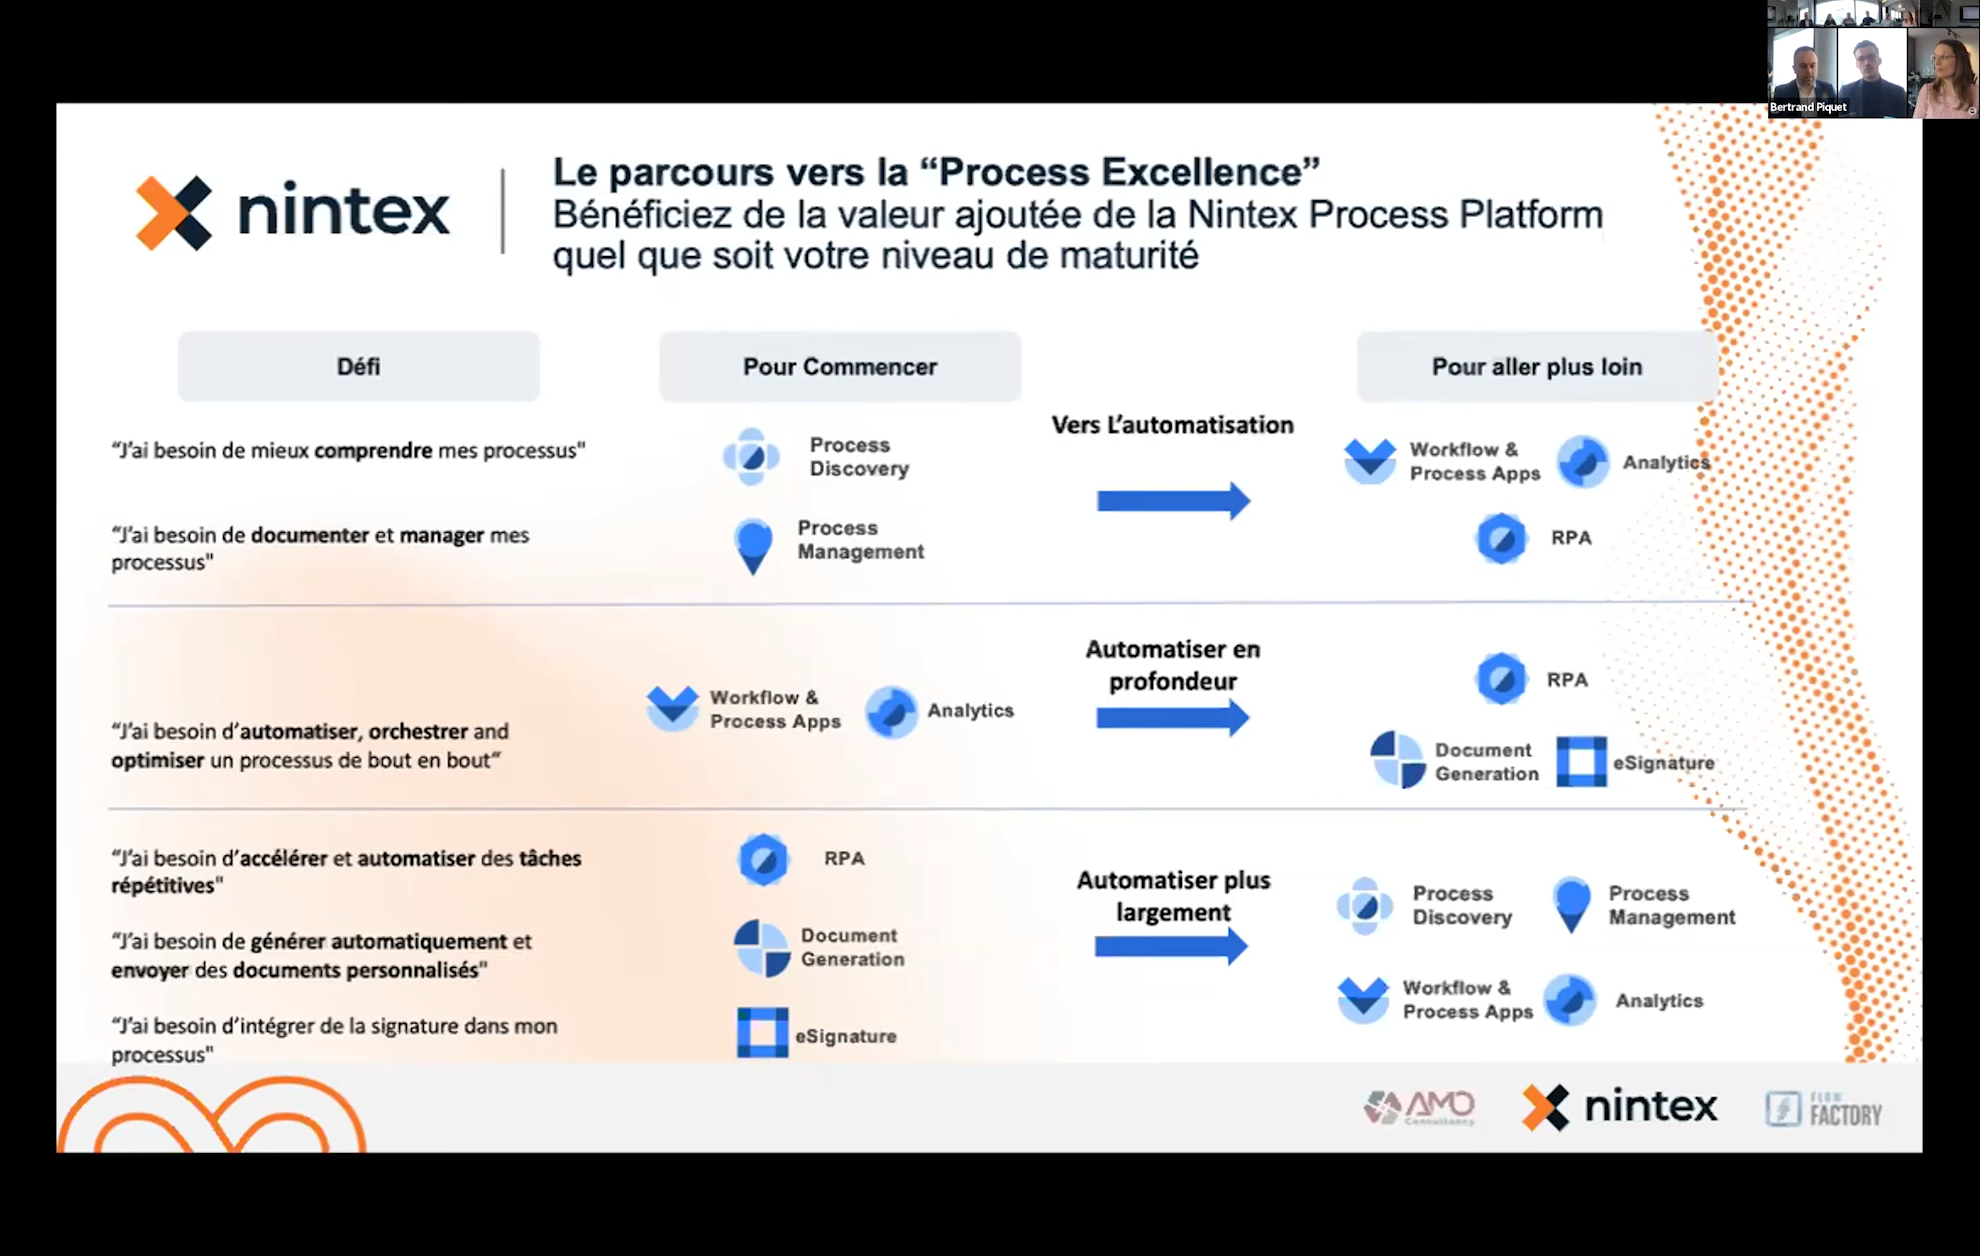 Bertrand Piquet
nintex
Le parcours vers la “Process Excellence”
Bénéficiez de la valeur ajoutée de la Nintex Process Platform
quel que soit votre niveau de maturité
Défi
Pour Commencer
Pour aller plus loin
“J'ai besoin de mieux comprendre mes processus"
Process
Discovery
Vers L’automatisation
Workflow &
Process Apps
Analytics
“J'ai besoin de documenter et manager mes
processus"
Process
Management
RPA
“J'ai besoin d’automatiser, orchestrer and
optimiser un processus de bout en bout“
Workflow &
Process Apps
Analytics
Automatiser en
profondeur
RPA
Document
Generation
eSignature
“J'ai besoin d’accélérer et automatiser des tâches
répétitives"
RPA
“J'ai besoin de générer automatiquement et
envoyer des documents personnalisés"
Document
Generation
“J'ai besoin d’intégrer de la signature dans mon
processus"
eSignature
Automatiser plus
largement
Process
Discovery
Process
Management
Workflow &
Process Apps
Analytics
AMO
Consultancy
nintex
FLOW
FACTORY